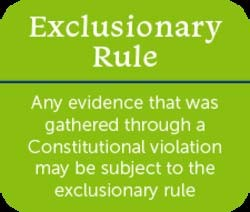 Exclusionary
Rule
Any evidence that was
gathered through a
Constitutional violation
may be subject to the
exclusionary rule